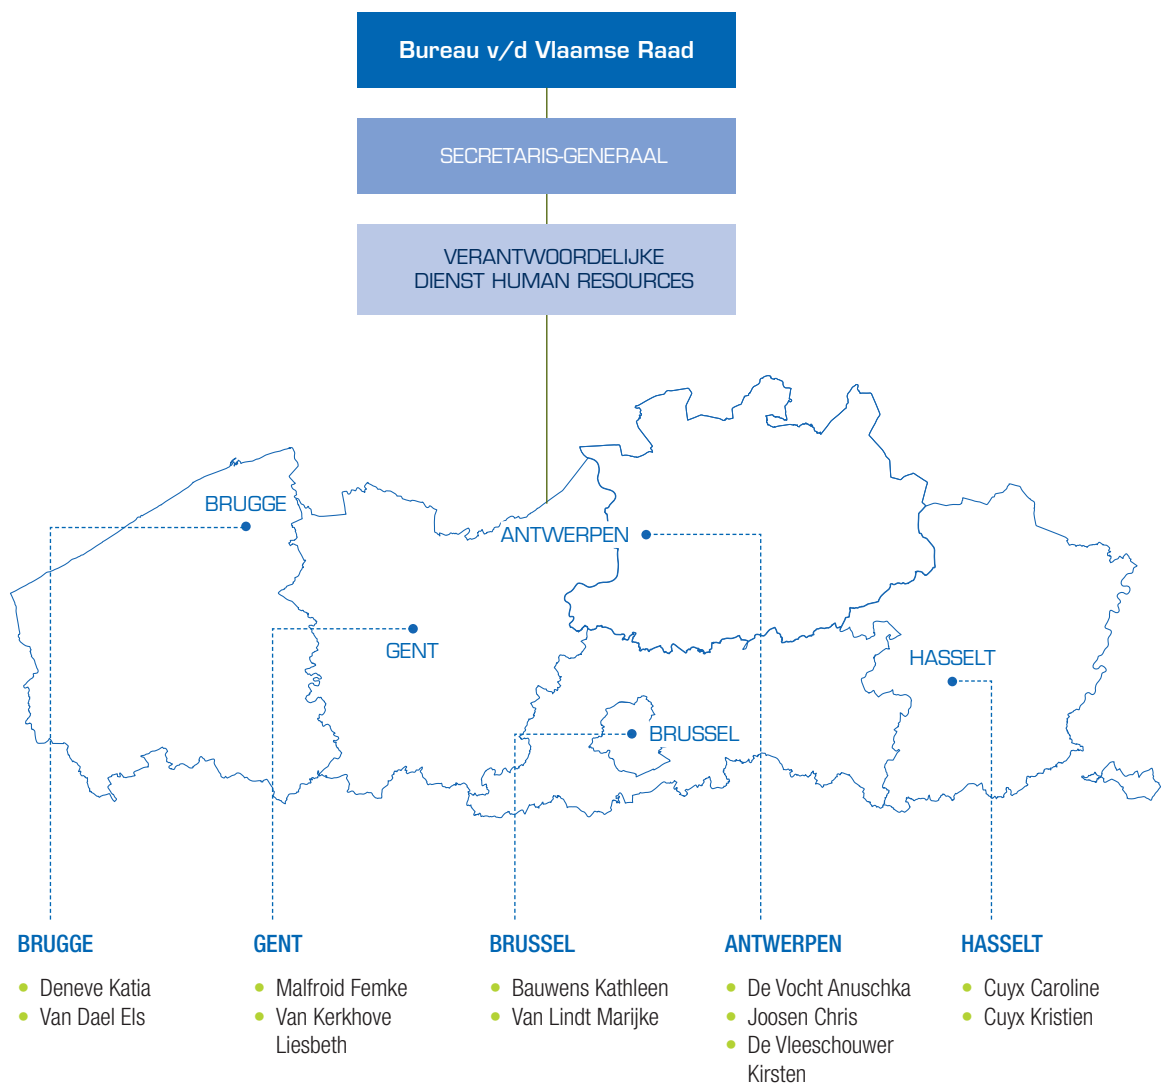 Bureau v/d Vlaamse Raad
SECRETARIS-GENERAAL
VERANTWOORDELIJKE
DIENST HUMAN RESOURCES
BRUGGE
ANTWERPEN
GENT
HASSELT
BRUSSEL
BRUGGE
• Deneve Katia
• Van Dael Els
GENT
• Malfroid Femke
• Van Kerkhove
Liesbeth
BRUSSEL
• Bauwens Kathleen
• Van Lindt Marijke
ANTWERPEN
• De Vocht Anuschka
• Joosen Chris
• De Vleeschouwer
Kirsten
HASSELT
• Cuyx Caroline
• Cuyx Kristien